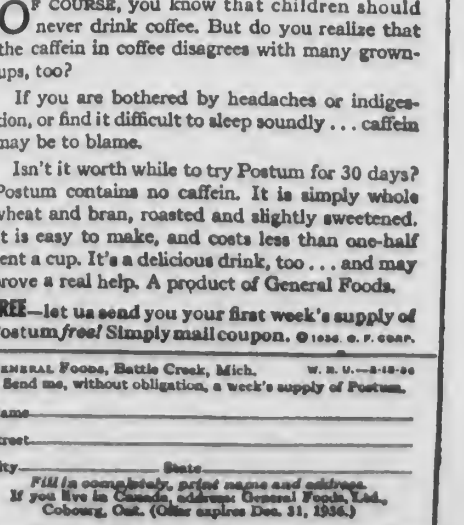 OF COURSE, you know that children should
never drink coffee. But do you realize that
the caffein in coffee disagrees with many grown-
ups, too?
If you are bothered by headaches or indiges-
tion, or find it difficult to sleep soundly ... caffein
may be to blame.
Isn't it worth while to try Postum for 30 days?
Postum contains no caffein. It is simply whole
wheat and bran, roasted and slightly sweetened.
It is easy to make, and costs less than one-half
cent a cup. It's a delicious drink, too ... and may
prove a real help. A product of General Foods.
FREE—let us send you your first week's supply of
Postum free! Simply mail coupon. © 1936. G. F. CORP.
GENERAL FOODS, Battle Creek, Mich. W. N. U.—
Send me, without obligation, a week's supply of Postum.
Name
Street
City State
Fill in completely, print name and address.
If you live in Canada, address: General Foods, Ltd.,
Cobourg, Ont. (Offer expires Dec. 31, 1936.)